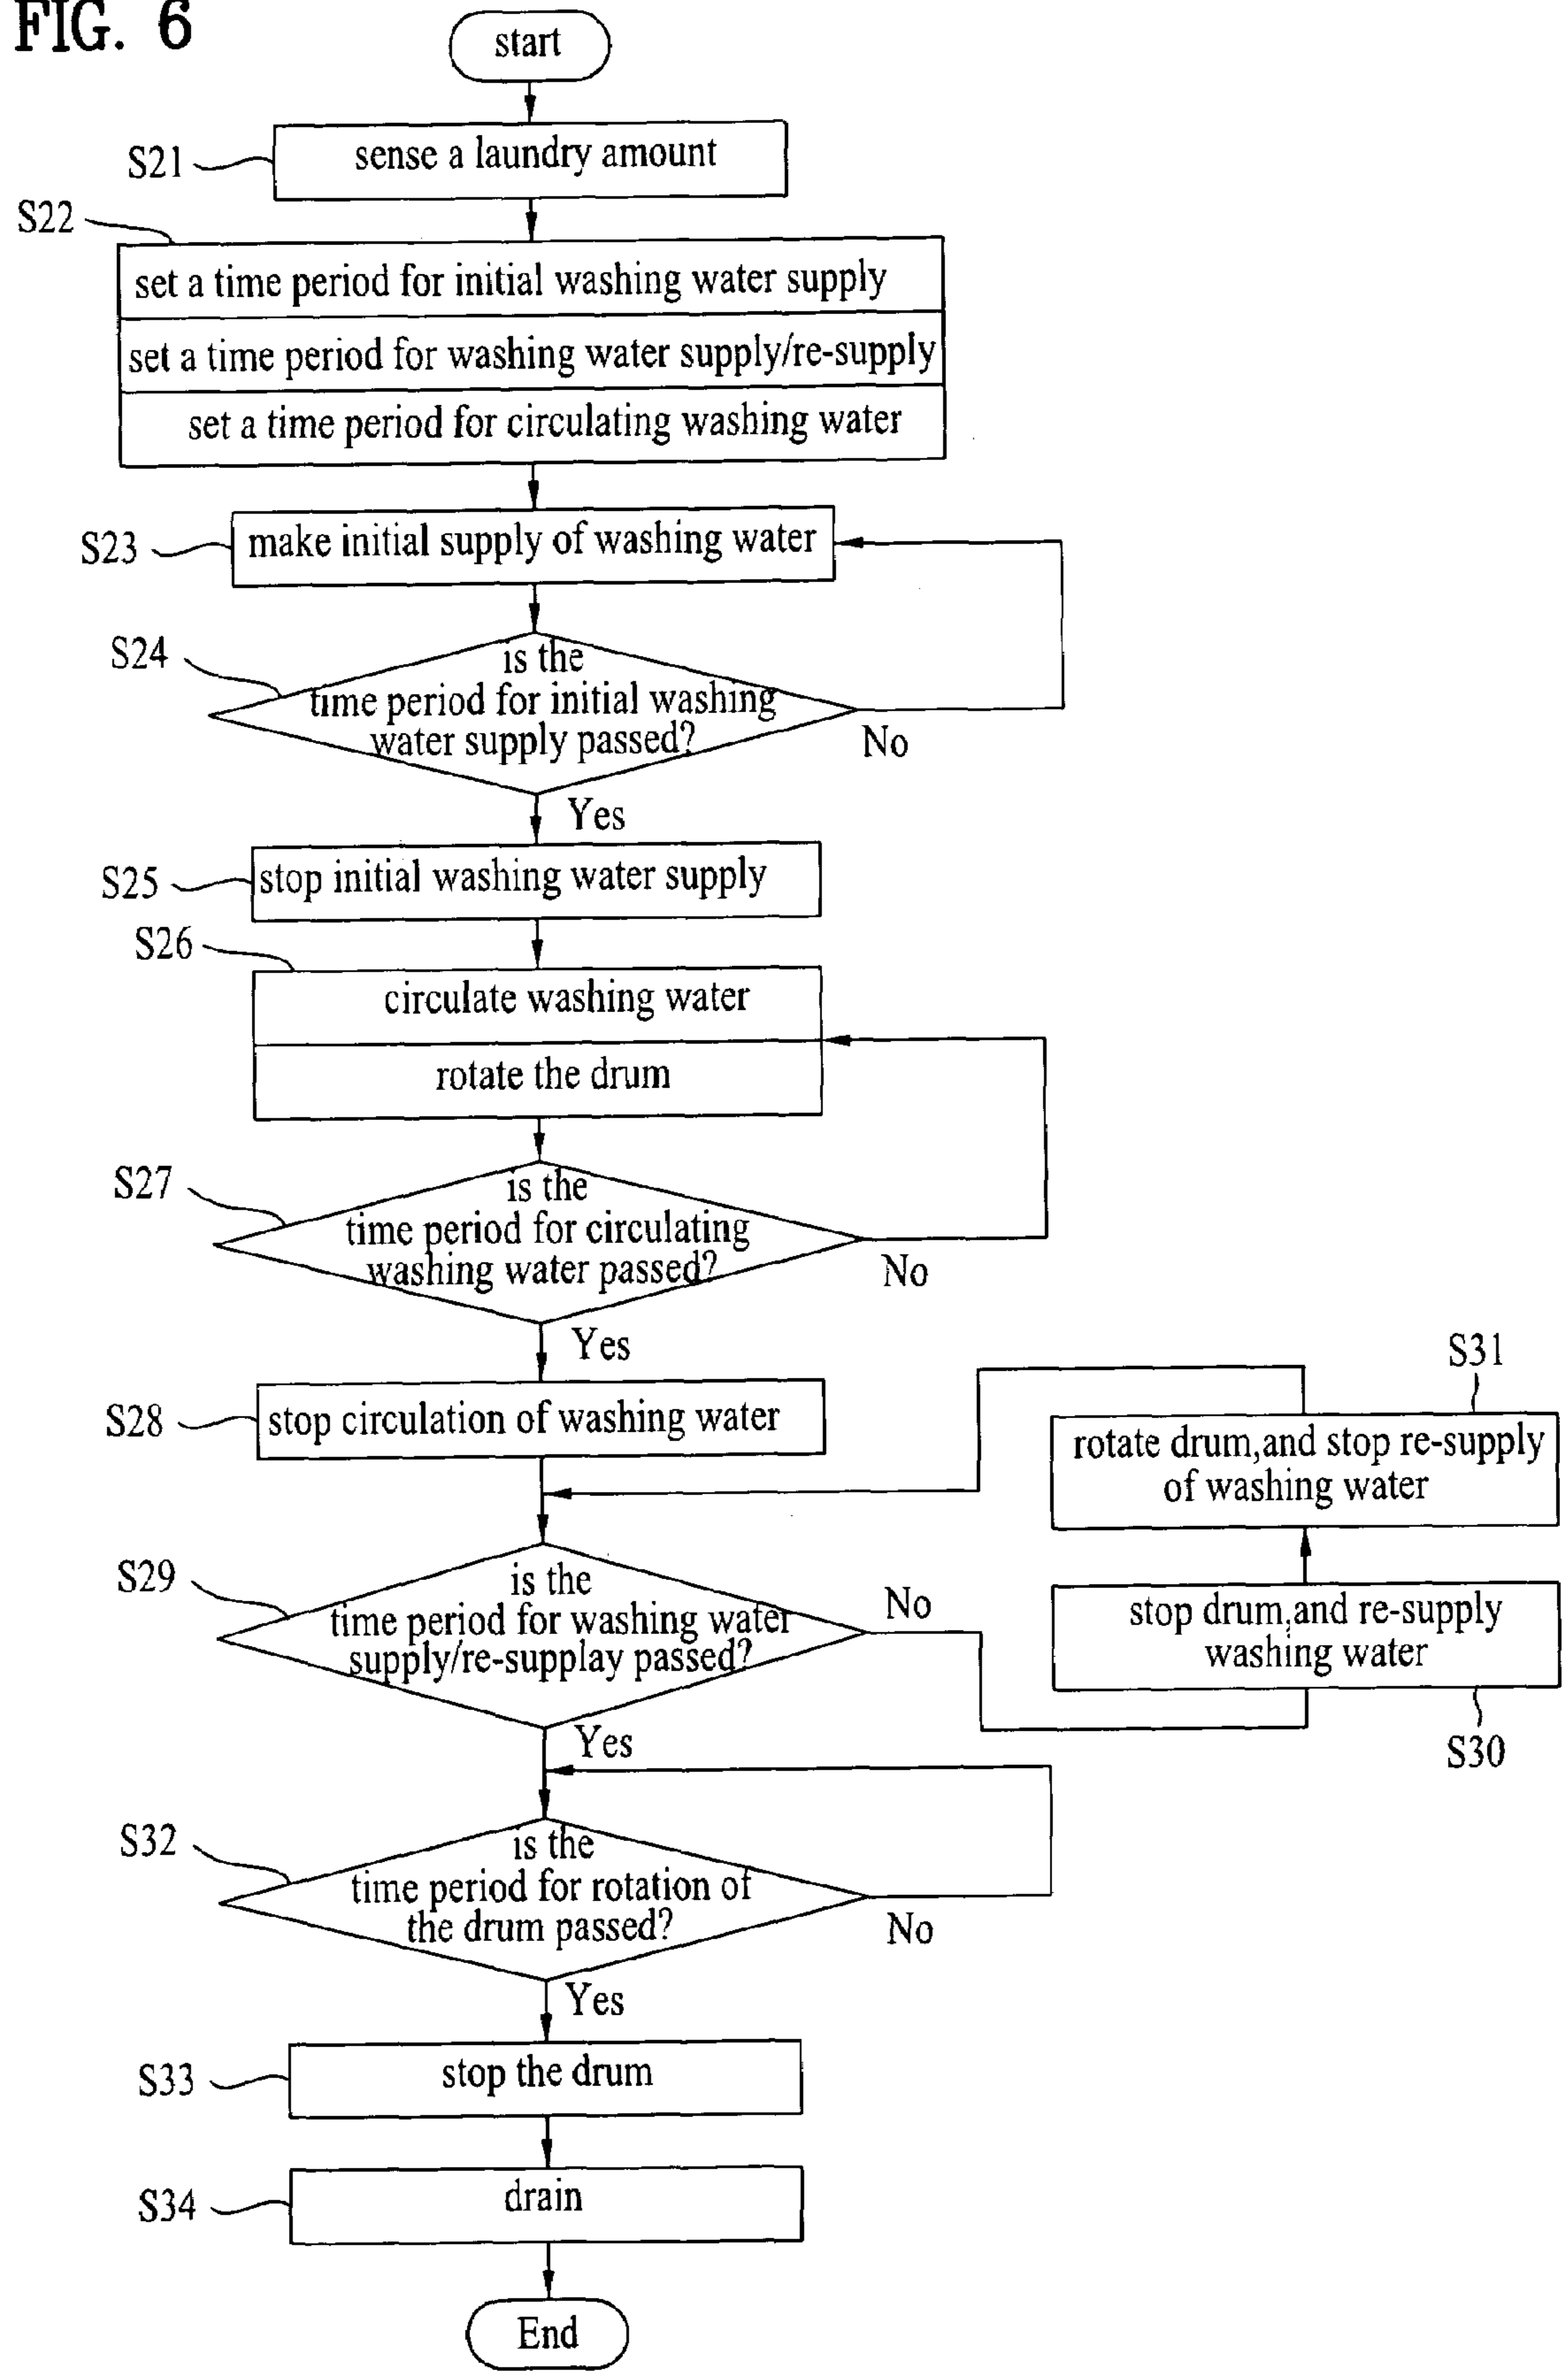 FIG. 6
start
S21
sense a laundry amount
S22
set a time period for initial washing water supply
set a time period for washing water supply/re-supply
set a time period for circulating washing water
S23
make initial supply of washing water
S24
is the
time period for initial washing
water supply passed?
No
Yes
S25
stop initial washing water supply
S26
circulate washing water
rotate the drum
S27
is the
time period for circulating
washing water passed?
No
Yes
S28
stop circulation of washing water
S31
rotate drum,and stop re-supply
of washing water
S29
is the
time period for washing water
supply/re-supplay passed?
No
stop drum,and re-supply
washing water
S30
Yes
S32
is the
time period for rotation of
the drum passed?
No
Yes
S33
stop the drum
S34
drain
End